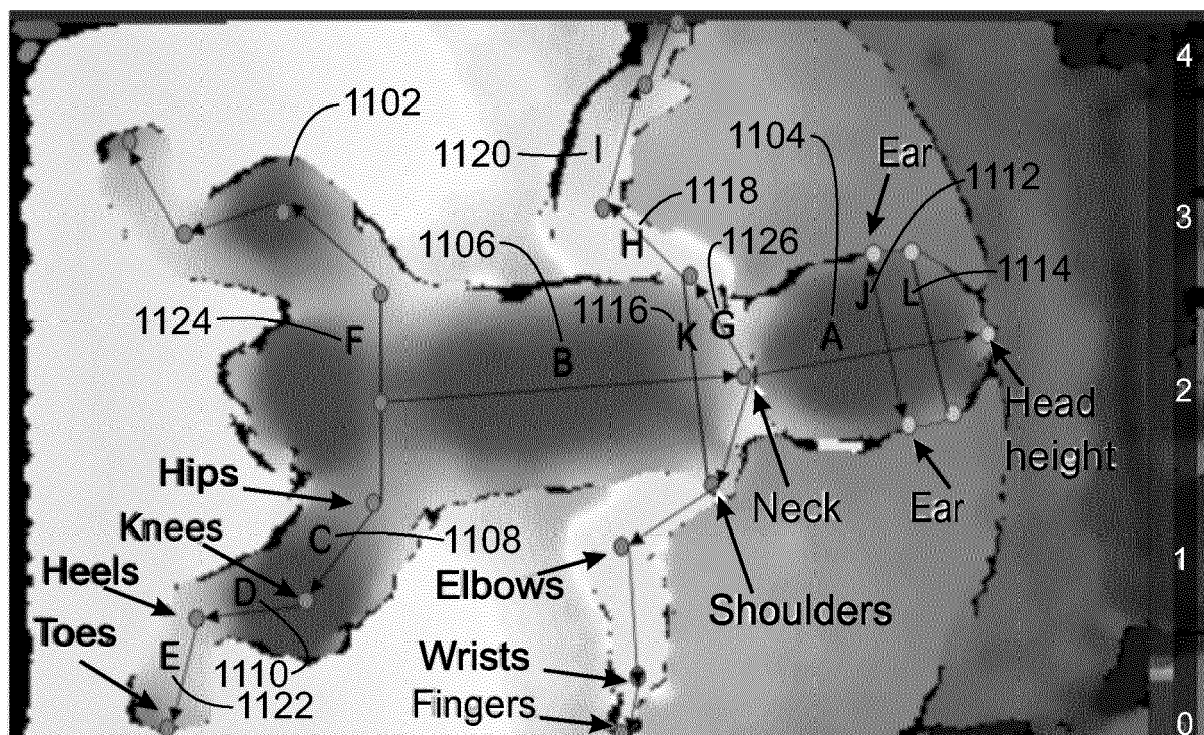 4
1102
1104
Ear
1120
I
1112
1118
3
1106
H
1126
1114
J
L
1116
1124
F
K
G
A
B
2
Head
height
Hips
Neck
Ear
Knees
C
1108
1
Heels
D
Elbows
Shoulders
Toes
E
1110
Wrists
1122
Fingers
0